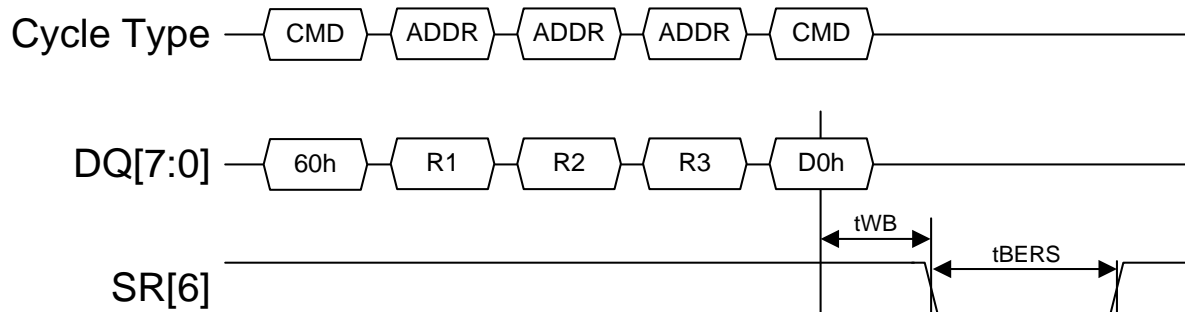 Cycle Type CMD ADDR ADDR ADDR CMD
DQ[7:0] 60h R1 R2 R3 D0h
tWB
tBERS
SR[6]